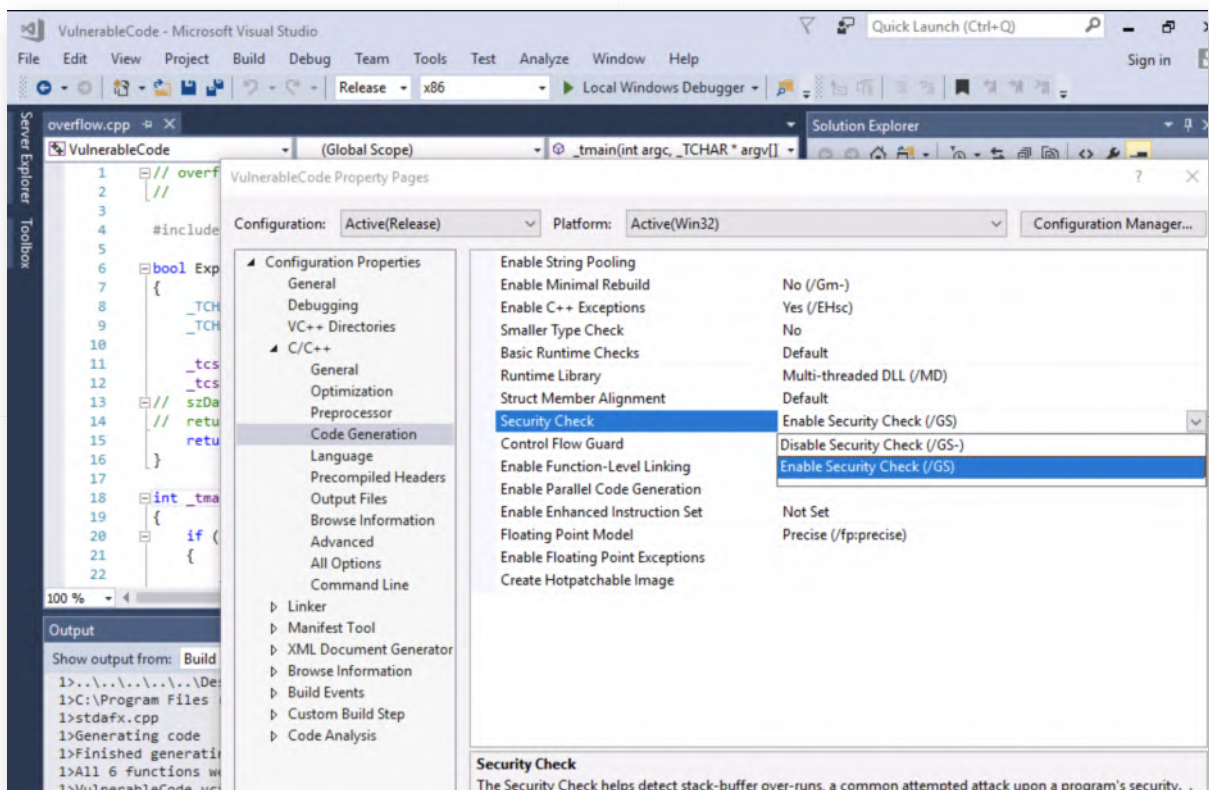 VulnerableCode - Microsoft Visual Studio
Quick Launch (Ctrl+Q)
File Edit View Project Build Debug Team Tools Test Analyze Window Help
Sign in
Release x86 Local Windows Debugger
Server Explorer
Toolbox
overflow.cpp
Solution Explorer
VulnerableCode (Global Scope) _tmain(int argc, _TCHAR * argv[])
1 // overf
2 //
3
4 #include
5
6 bool Exp
7 {
8 _TCH
9 _TCH
10
11 _tcs
12 _tcs
13 // szDa
14 // retu
15 retu
16 }
17
18 int _tma
19 {
20 if (
21 {
22
100 %
Output
Show output from: Build
1>..\..\..\..\..\De
1>C:\Program Files
1>stdafx.cpp
1>Generating code
1>Finished generatin
1>All 6 functions w
1>VulnerableCode.vc
VulnerableCode Property Pages
?
Configuration: Active(Release) Platform: Active(Win32) Configuration Manager...
Configuration Properties
General
Debugging
VC++ Directories
C/C++
General
Optimization
Preprocessor
Code Generation
Language
Precompiled Headers
Output Files
Browse Information
Advanced
All Options
Command Line
Linker
Manifest Tool
XML Document Generator
Browse Information
Build Events
Custom Build Step
Code Analysis
Enable String Pooling
Enable Minimal Rebuild No (/Gm-)
Enable C++ Exceptions Yes (/EHsc)
Smaller Type Check No
Basic Runtime Checks Default
Runtime Library Multi-threaded DLL (/MD)
Struct Member Alignment Default
Security Check Enable Security Check (/GS)
Control Flow Guard Disable Security Check (/GS-)
Enable Function-Level Linking Enable Security Check (/GS)
Enable Parallel Code Generation
Enable Enhanced Instruction Set Not Set
Floating Point Model Precise (/fp:precise)
Enable Floating Point Exceptions
Create Hotpatchable Image
Security Check
The Security Check helps detect stack-buffer over-runs, a common attempted attack upon a program's security.